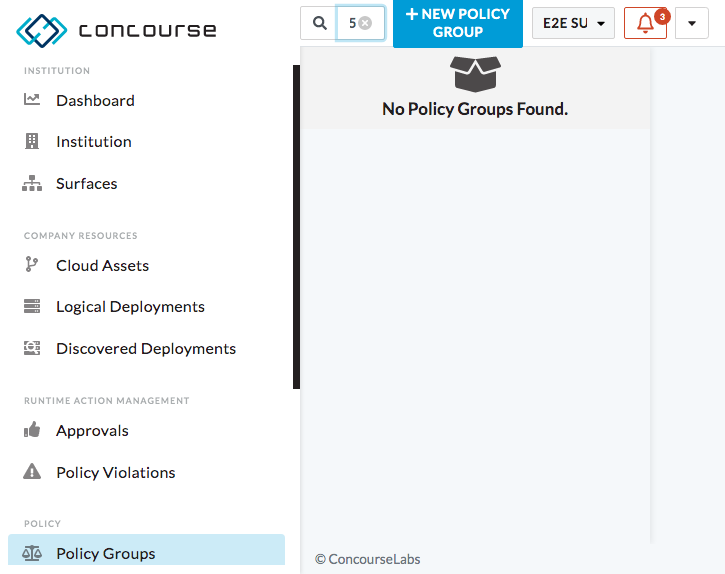 concourse
5
+ NEW POLICY
GROUP
E2E SU
3
INSTITUTION
Dashboard
Institution
Surfaces
COMPANY RESOURCES
Cloud Assets
Logical Deployments
Discovered Deployments
RUNTIME ACTION MANAGEMENT
Approvals
Policy Violations
POLICY
Policy Groups
No Policy Groups Found.
© ConcourseLabs